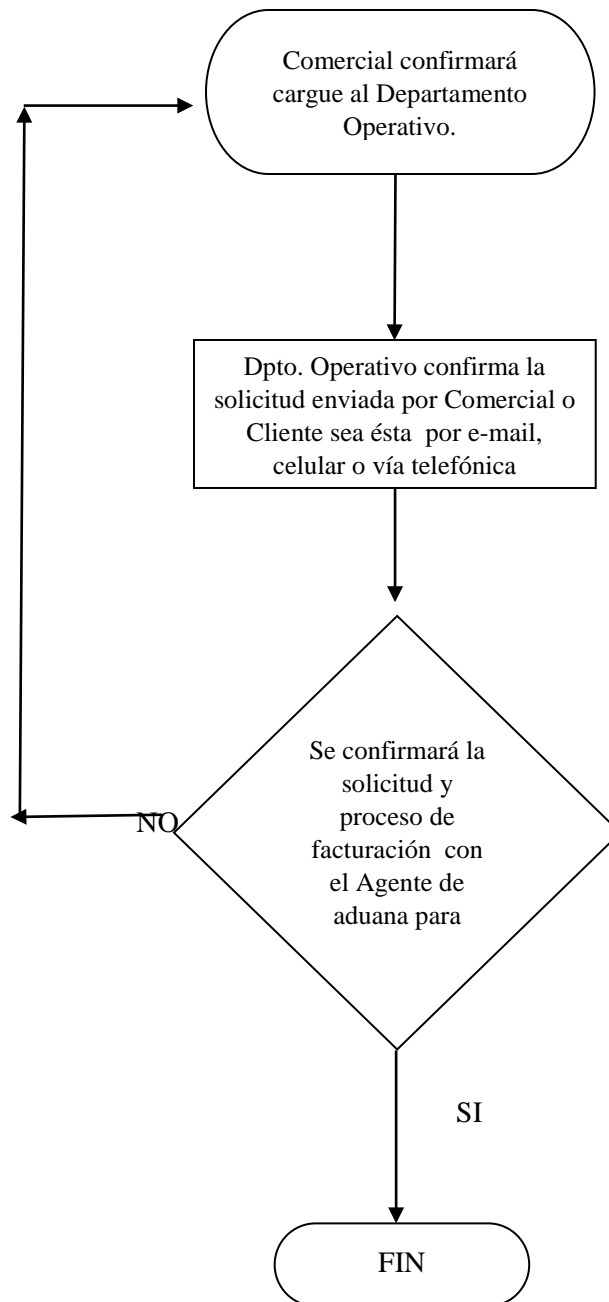 Comercial confirmará
cargue al Departamento
Operativo.
Dpto. Operativo confirma la
solicitud enviada por Comercial o
Cliente sea ésta por e-mail,
celular o vía telefónica
Se confirmará la
solicitud y
proceso de
facturación con
el Agente de
aduana para
NO
SI
FIN